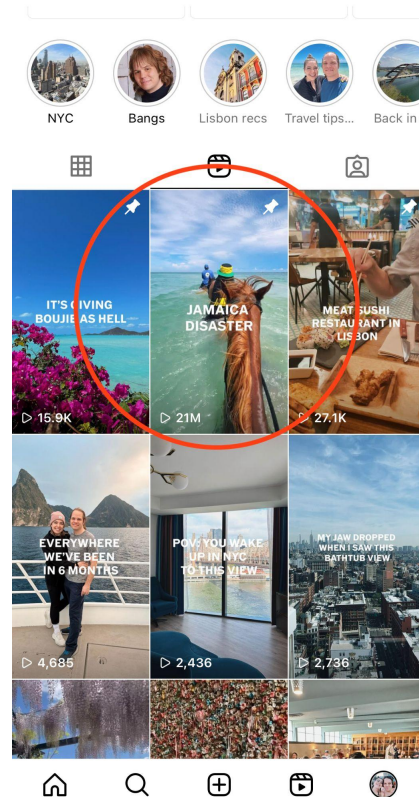 NYC
Bangs
Lisbon recs
Travel tips...
Back in
IT'S GIVING
BOUJIE AS HELL
15.9K
JAMAICA
DISASTER
21M
MEAT SUSHI
RESTAURANT IN
LISBON
27.1K
EVERYWHERE
WE'VE BEEN
IN 6 MONTHS
4,685
POV: YOU WAKE
UP IN NYC
TO THIS VIEW
2,436
MY JAW DROPPED
WHEN I SAW THIS
BATHTUB VIEW
2,736